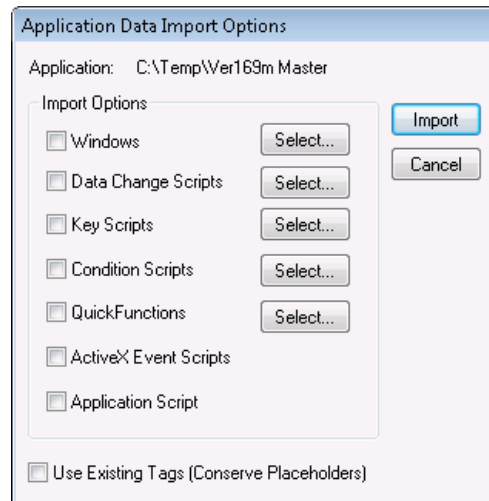 Application Data Import Options
Application: C:\Temp\Ver169m Master
Import Options
Import
Windows Select...
Cancel
Data Change Scripts Select...
Key Scripts Select...
Condition Scripts Select...
QuickFunctions Select...
ActiveX Event Scripts
Application Script
Use Existing Tags (Conserve Placeholders)